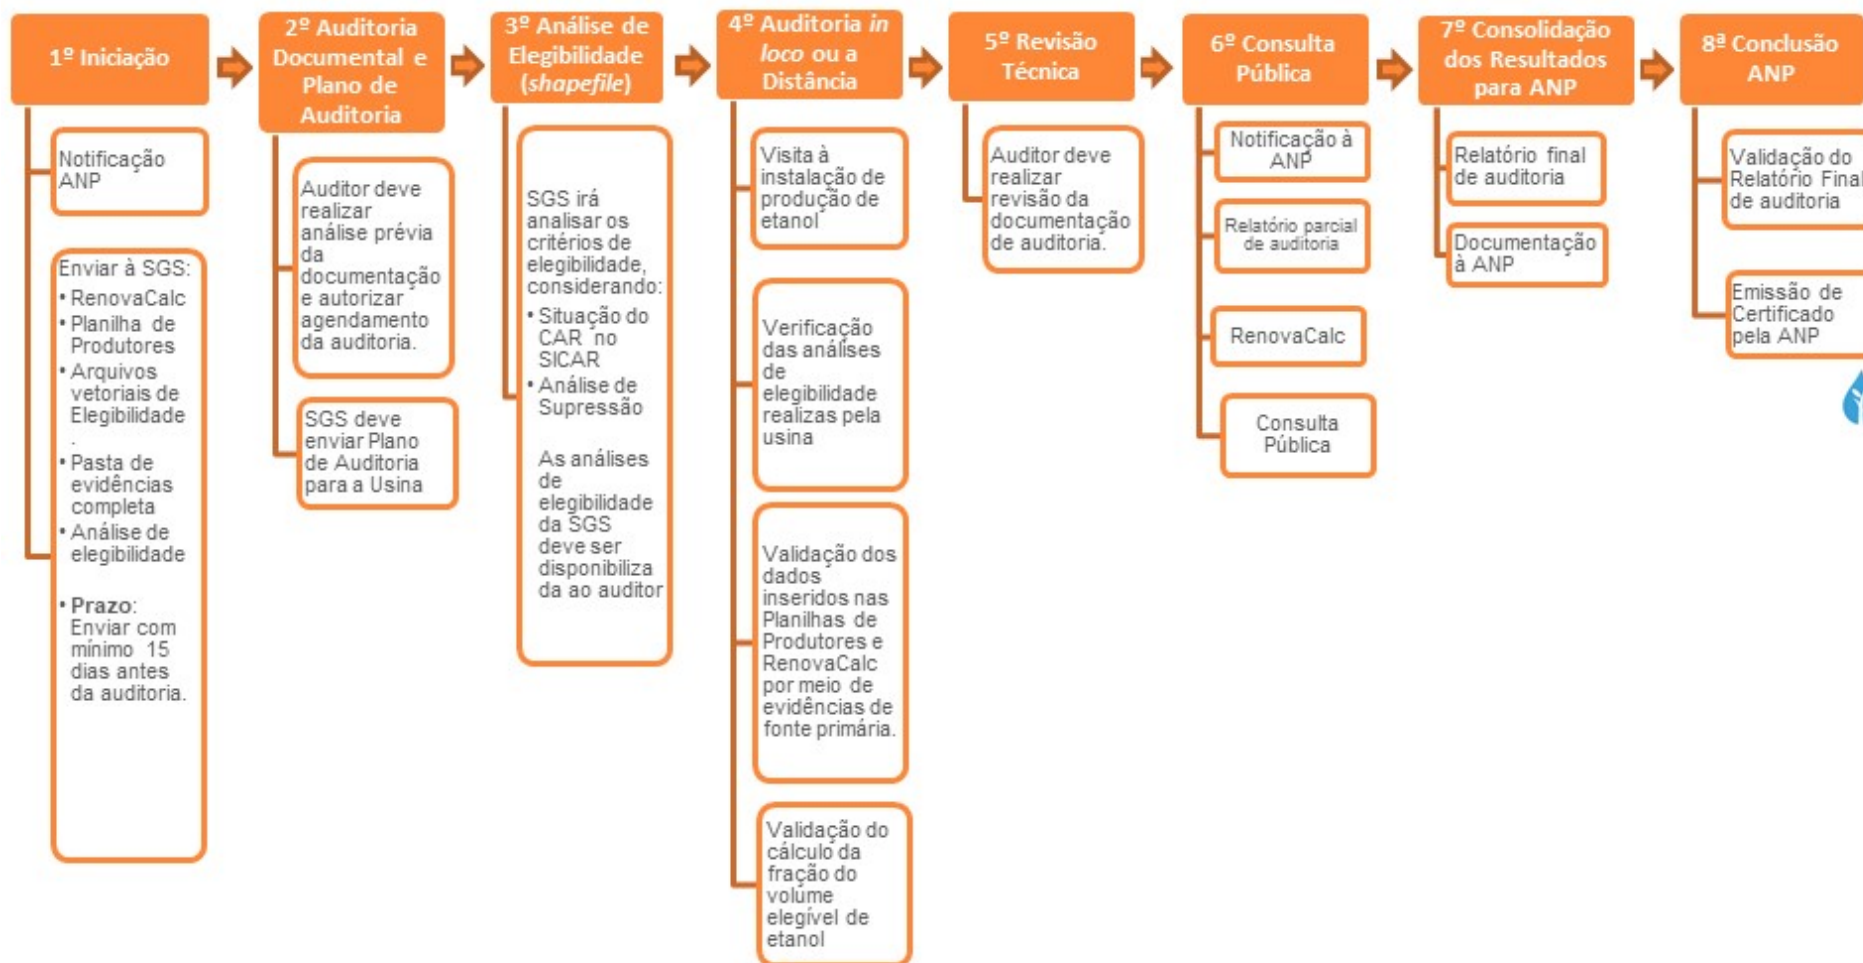 1º Iniciação
Notificação
ANP
Enviar à SGS:
• RenovaCalc
• Planilha de
Produtores
• Arquivos
vetoriais de
Elegibilidade
.
• Pasta de
evidências
completa
• Análise de
elegibilidade
• Prazo:
Enviar com
mínimo 15
dias antes
da auditoria.
2º Auditoria
Documental e
Plano de
Auditoria
Auditor deve
realizar
análise prévia
da
documentação
e autorizar
agendamento
da auditoria.
SGS deve
enviar Plano
de Auditoria
para a Usina
3º Análise de
Elegibilidade
(shapefile)
SGS irá
analisar os
critérios de
elegibilidade,
considerando:
• Situação do
CAR no
SICAR
• Análise de
Supressão
As análises
de
elegibilidade
da SGS
deve ser
disponibiliza
da ao auditor
4º Auditoria in
loco ou a
Distância
Visita à
instalação de
produção de
etanol
Verificação
das análises
de
elegibilidade
realizas pela
usina
Validação dos
dados
inseridos nas
Planilhas de
Produtores e
RenovaCalc
por meio de
evidências de
fonte primária.
Validação do
cálculo da
fração do
volume
elegível de
etanol
5º Revisão
Técnica
Auditor deve
realizar
revisão da
documentação
de auditoria.
6º Consulta
Pública
Notificação à
ANP
Relatório parcial
de auditoria
RenovaCalc
Consulta
Pública
7º Consolidação
dos Resultados
para ANP
Relatório final
de auditoria
Documentação
à ANP
8ª Conclusão
ANP
Validação do
Relatório Final
de auditoria
Emissão de
Certificado
pela ANP